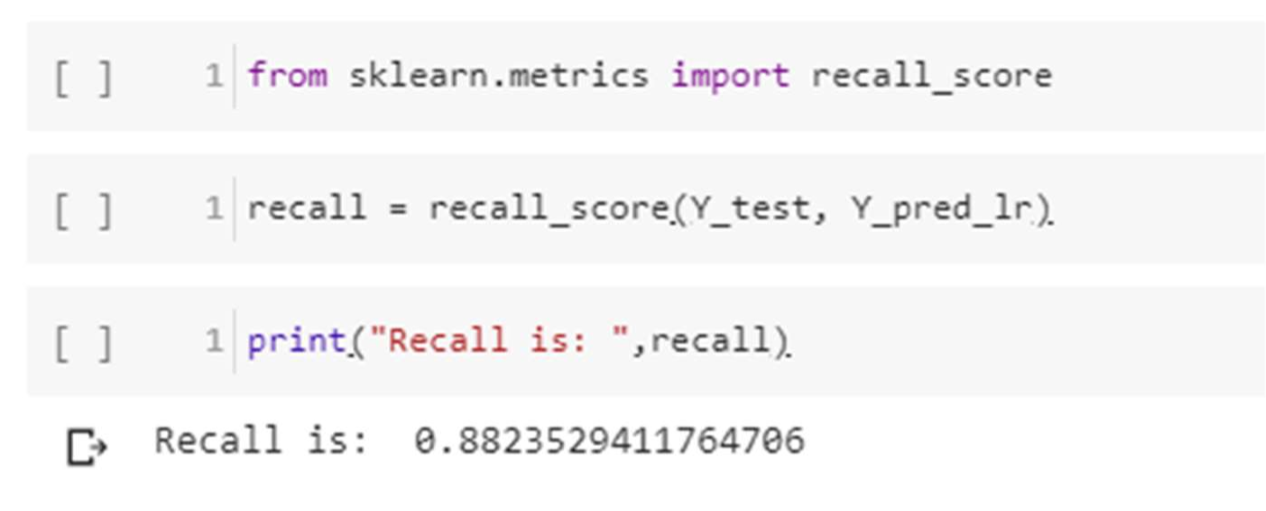 [ ] 1 from sklearn.metrics import recall_score
[ ] 1 recall = recall_score(Y_test, Y_pred_lr)
[ ] 1 print("Recall is: ",recall)
Recall is:  0.8823529411764706